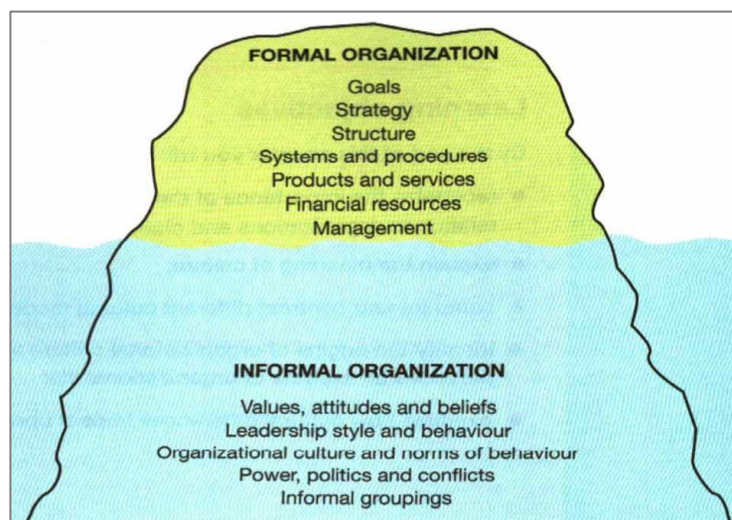 FORMAL ORGANIZATION
Goals
Strategy
Structure
Systems and procedures
Products and services
Financial resources
Management
INFORMAL ORGANIZATION
Values, attitudes and beliefs
Leadership style and behaviour
Organizational culture and norms of behaviour
Power, politics and conflicts
Informal groupings